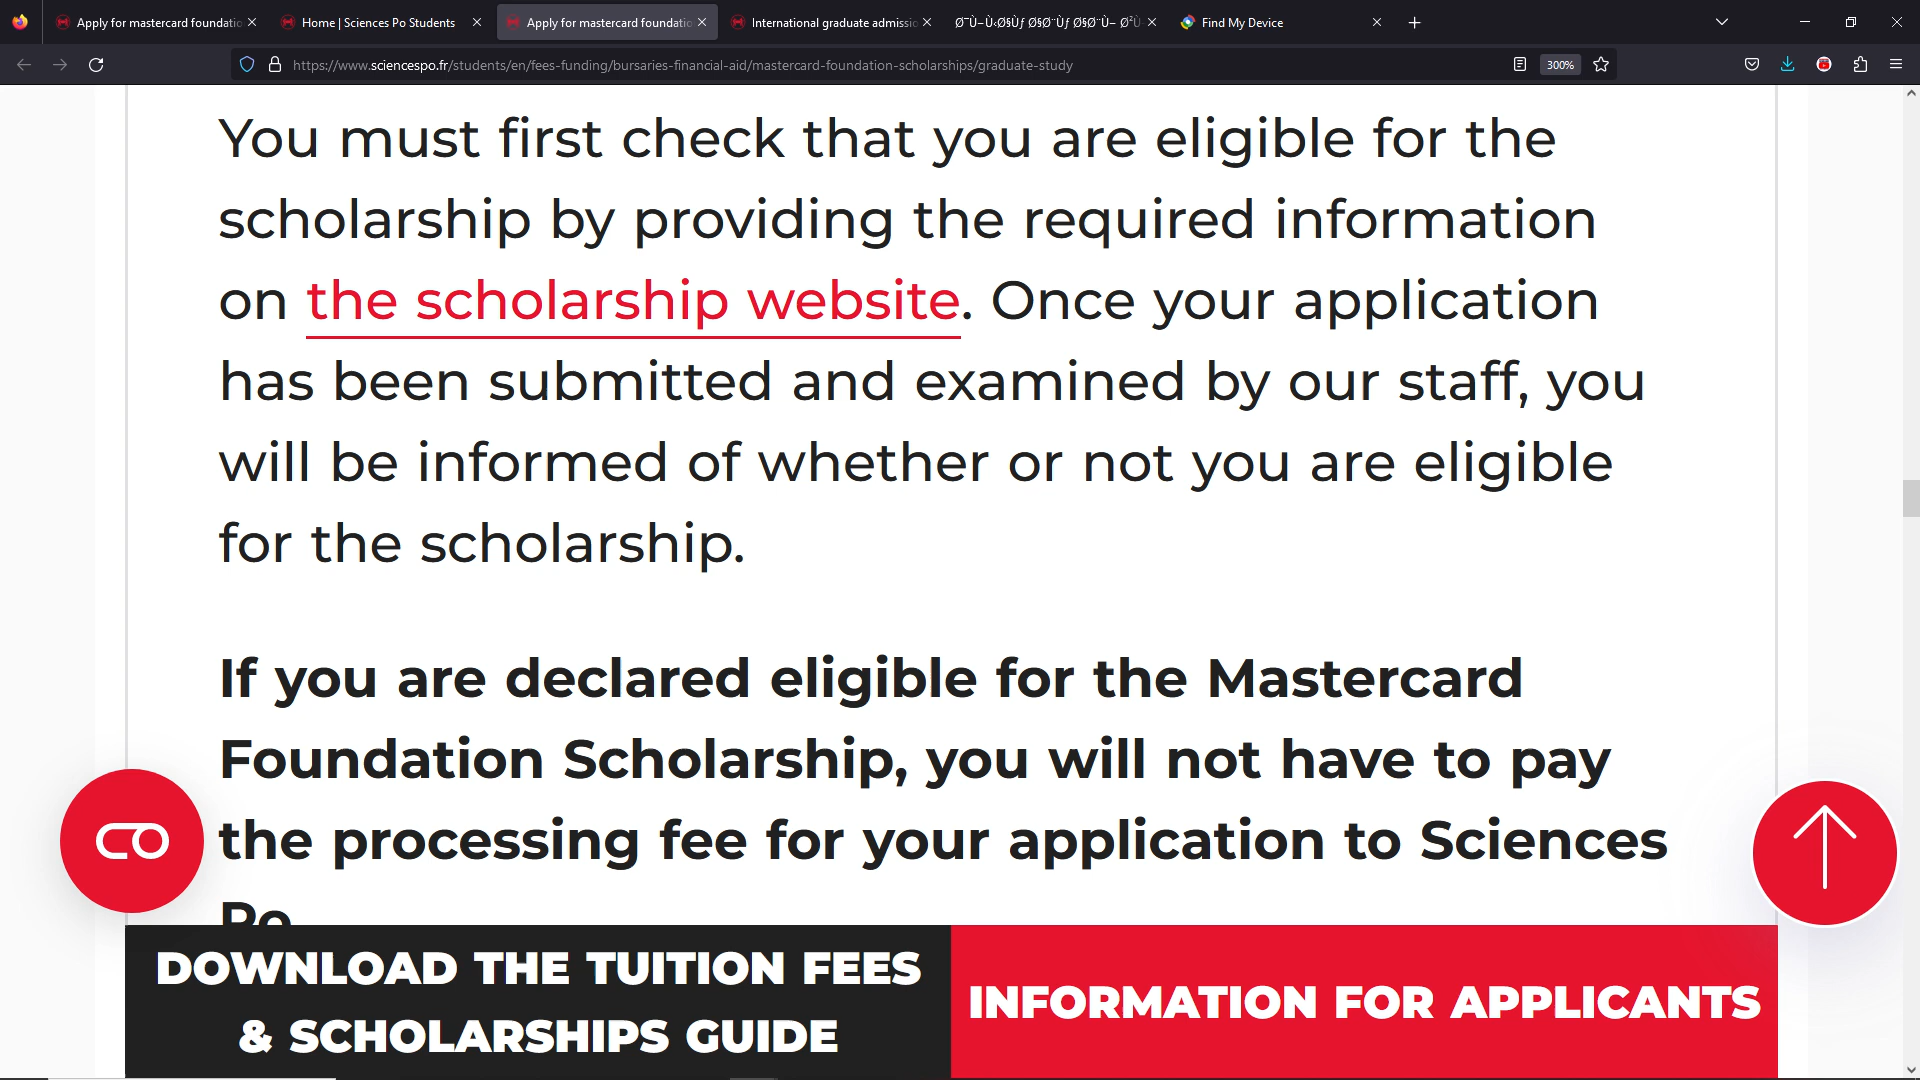 Apply for mastercard foundatio
Home | Sciences Po Students
Apply for mastercard foundatio
International graduate admissio
Find My Device
https://www.sciencespo.fr/students/en/fees-funding/bursaries-financial-aid/mastercard-foundation-scholarships/graduate-study
300%
You must first check that you are eligible for the
scholarship by providing the required information
on the scholarship website. Once your application
has been submitted and examined by our staff, you
will be informed of whether or not you are eligible
for the scholarship.
If you are declared eligible for the Mastercard
Foundation Scholarship, you will not have to pay
the processing fee for your application to Sciences
Po
DOWNLOAD THE TUITION FEES
& SCHOLARSHIPS GUIDE
INFORMATION FOR APPLICANTS